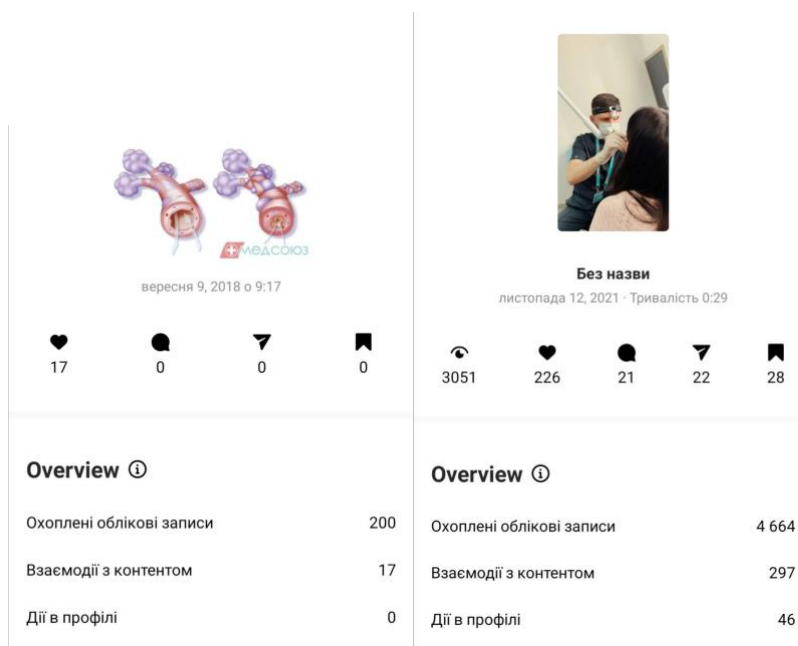 медсоюз
вересня 9, 2018 о 9:17
17
0
0
0
Overview
Охоплені облікові записи 200
Взаємодії з контентом 17
Дії в профілі 0
Без назви
листопада 12, 2021 · Тривалість 0:29
3051
226
21
22
28
Overview
Охоплені облікові записи 4 664
Взаємодії з контентом 297
Дії в профілі 46